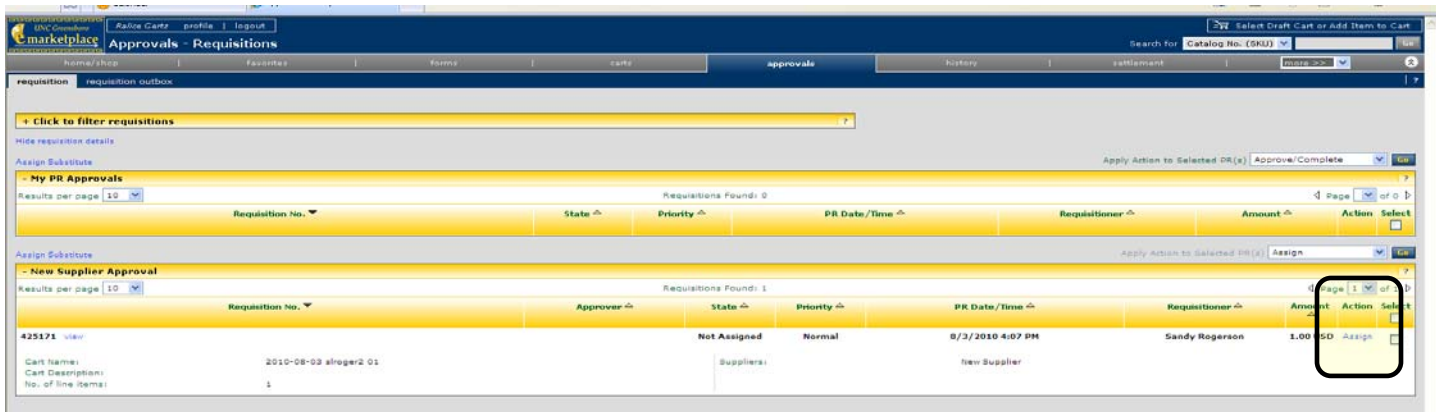 UNC Greensboro
emarketplace
Ralice Gartz profile | logout
Select Draft Cart or Add Item to Cart
Approvals - Requisitions
Search for Catalog No. (SKU) Go
home/shop | favorites | forms | carts | approvals | history | settlement | more >>
requisition requisition outbox | ?
+ Click to filter requisitions ?
Hide requisition details
Assign Substitute Apply Action to Selected PR(s) Approve/Complete Go
- My PR Approvals ?
Results per page 10 Requisitions Found: 0 Page of 0
Requisition No. State Priority PR Date/Time Requisitioner Amount Action Select
Assign Substitute Apply Action to Selected PR(s) Assign Go
- New Supplier Approval ?
Results per page 10 Requisitions Found: 1 Page 1 of 1
Requisition No. Approver State Priority PR Date/Time Requisitioner Amount Action Select
425171 view Not Assigned Normal 8/3/2010 4:07 PM Sandy Rogerson 1.00 USD Assign
Cart Name: 2010-08-03 slroger2 01 Suppliers: New Supplier
Cart Description:
No. of line items: 1